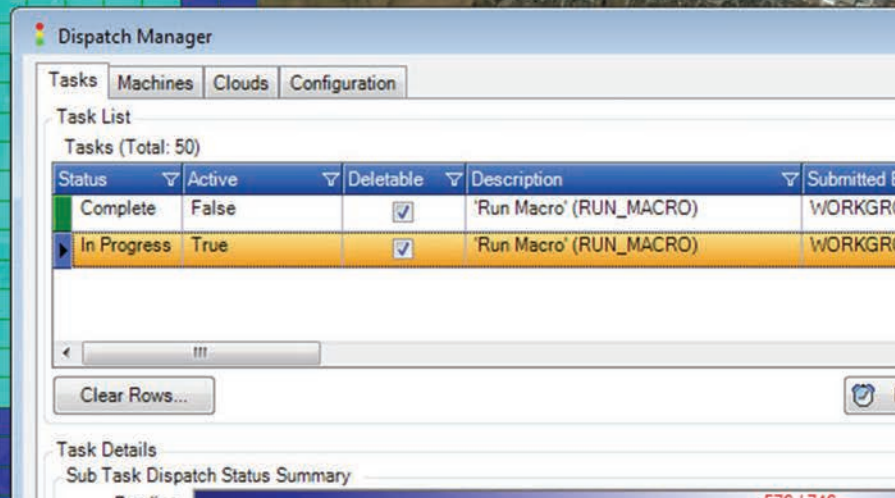 Dispatch Manager
Tasks Machines Clouds Configuration
Task List
Tasks (Total: 50)
Status Active Deletable Description Submitted
Complete False 'Run Macro' (RUN_MACRO)
In Progress True 'Run Macro' (RUN_MACRO)
Clear Rows...
Task Details
Sub Task Dispatch Status Summary